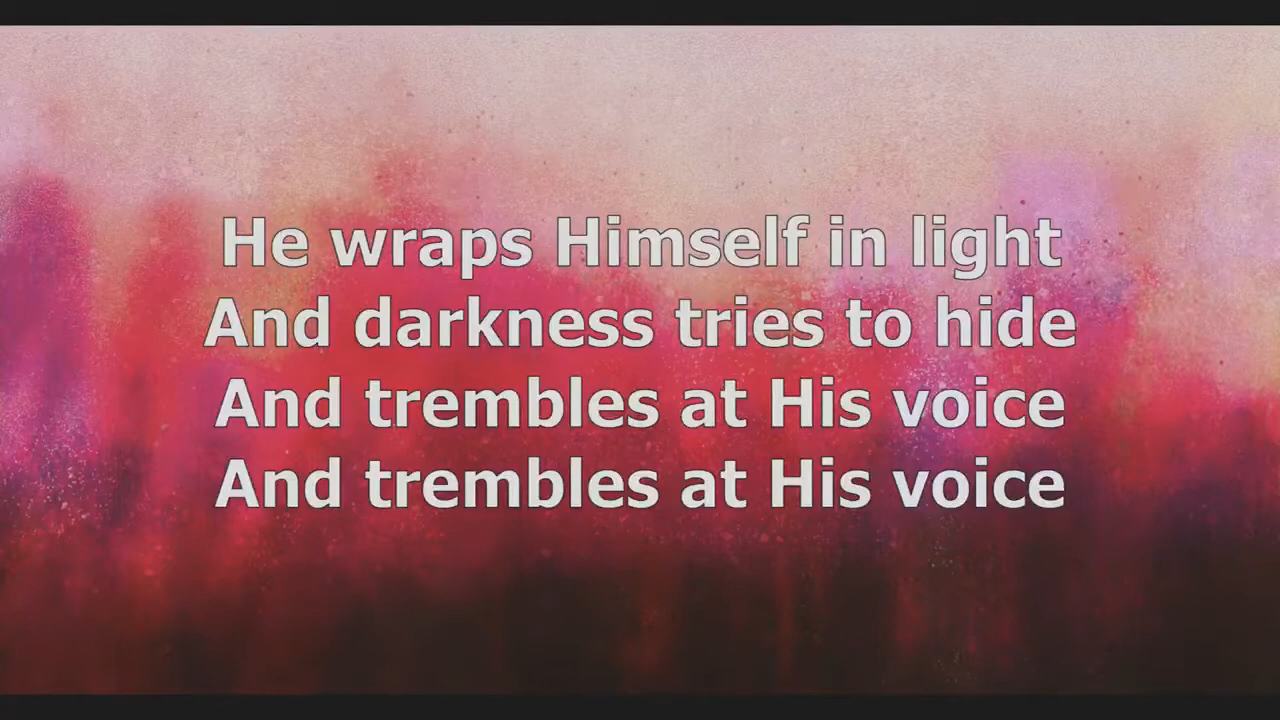 He wraps Himself in light
And darkness tries to hide
And trembles at His voice
And trembles at His voice